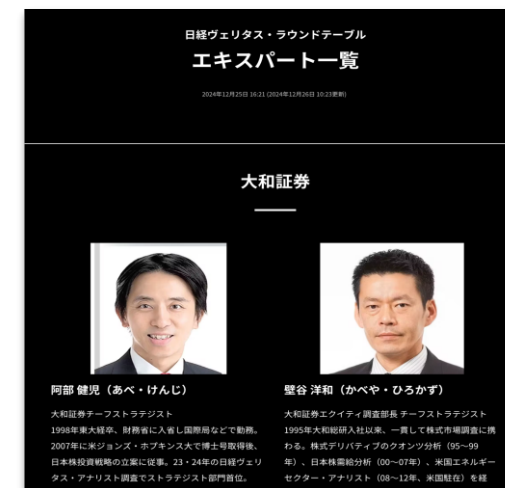 日経ヴェリタス・ラウンドテーブル
エキスパート一覧
2024年12月25日 16:21 (2024年12月26日 10:23更新)
大和証券
阿部 健児（あべ・けんじ）
大和証券チーフストラテジスト
1998年東大経卒、財務省に入省し国際局などで勤務。
2007年に米ジョンズ・ホプキンス大で博士号取得後、
日本株投資戦略の立案に従事。23・24年の日経ヴェリ
タス・アナリスト調査でストラテジスト部門首位。
壁谷 洋和（かべや・ひろかず）
大和証券エクイティ調査部長 チーフストラテジスト
1995年大和総研入社以来、一貫して株式市場調査に携
わる。株式デリバティブのクオンツ分析（95～99
年）、日本株需給分析（00～07年）、米国エネルギー
セクター・アナリスト（08～12年、米国駐在）を経